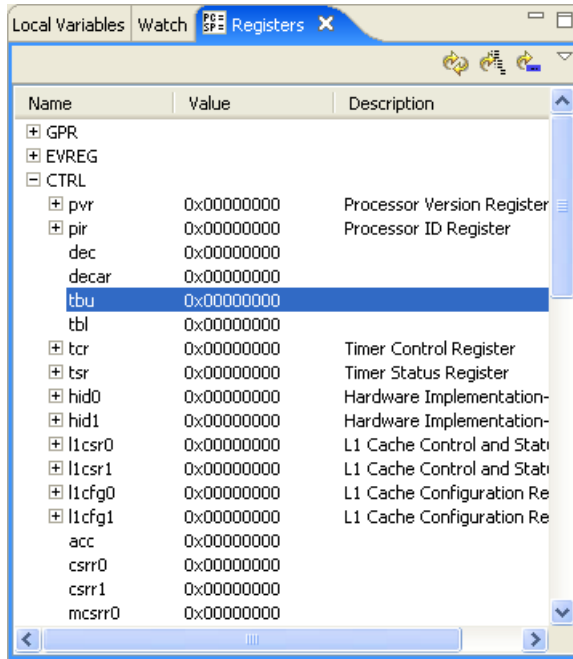 Local Variables Watch PC= SP= Registers
Name Value Description
GPR
EVREG
CTRL
pvr 0x00000000 Processor Version Register
pir 0x00000000 Processor ID Register
dec 0x00000000
decar 0x00000000
tbu 0x00000000
tbl 0x00000000
tcr 0x00000000 Timer Control Register
tsr 0x00000000 Timer Status Register
hid0 0x00000000 Hardware Implementation-
hid1 0x00000000 Hardware Implementation-
l1csr0 0x00000000 L1 Cache Control and Statu
l1csr1 0x00000000 L1 Cache Control and Statu
l1cfg0 0x00000000 L1 Cache Configuration Re
l1cfg1 0x00000000 L1 Cache Configuration Re
acc 0x00000000
csrr0 0x00000000
csrr1 0x00000000
mcsrr0 0x00000000